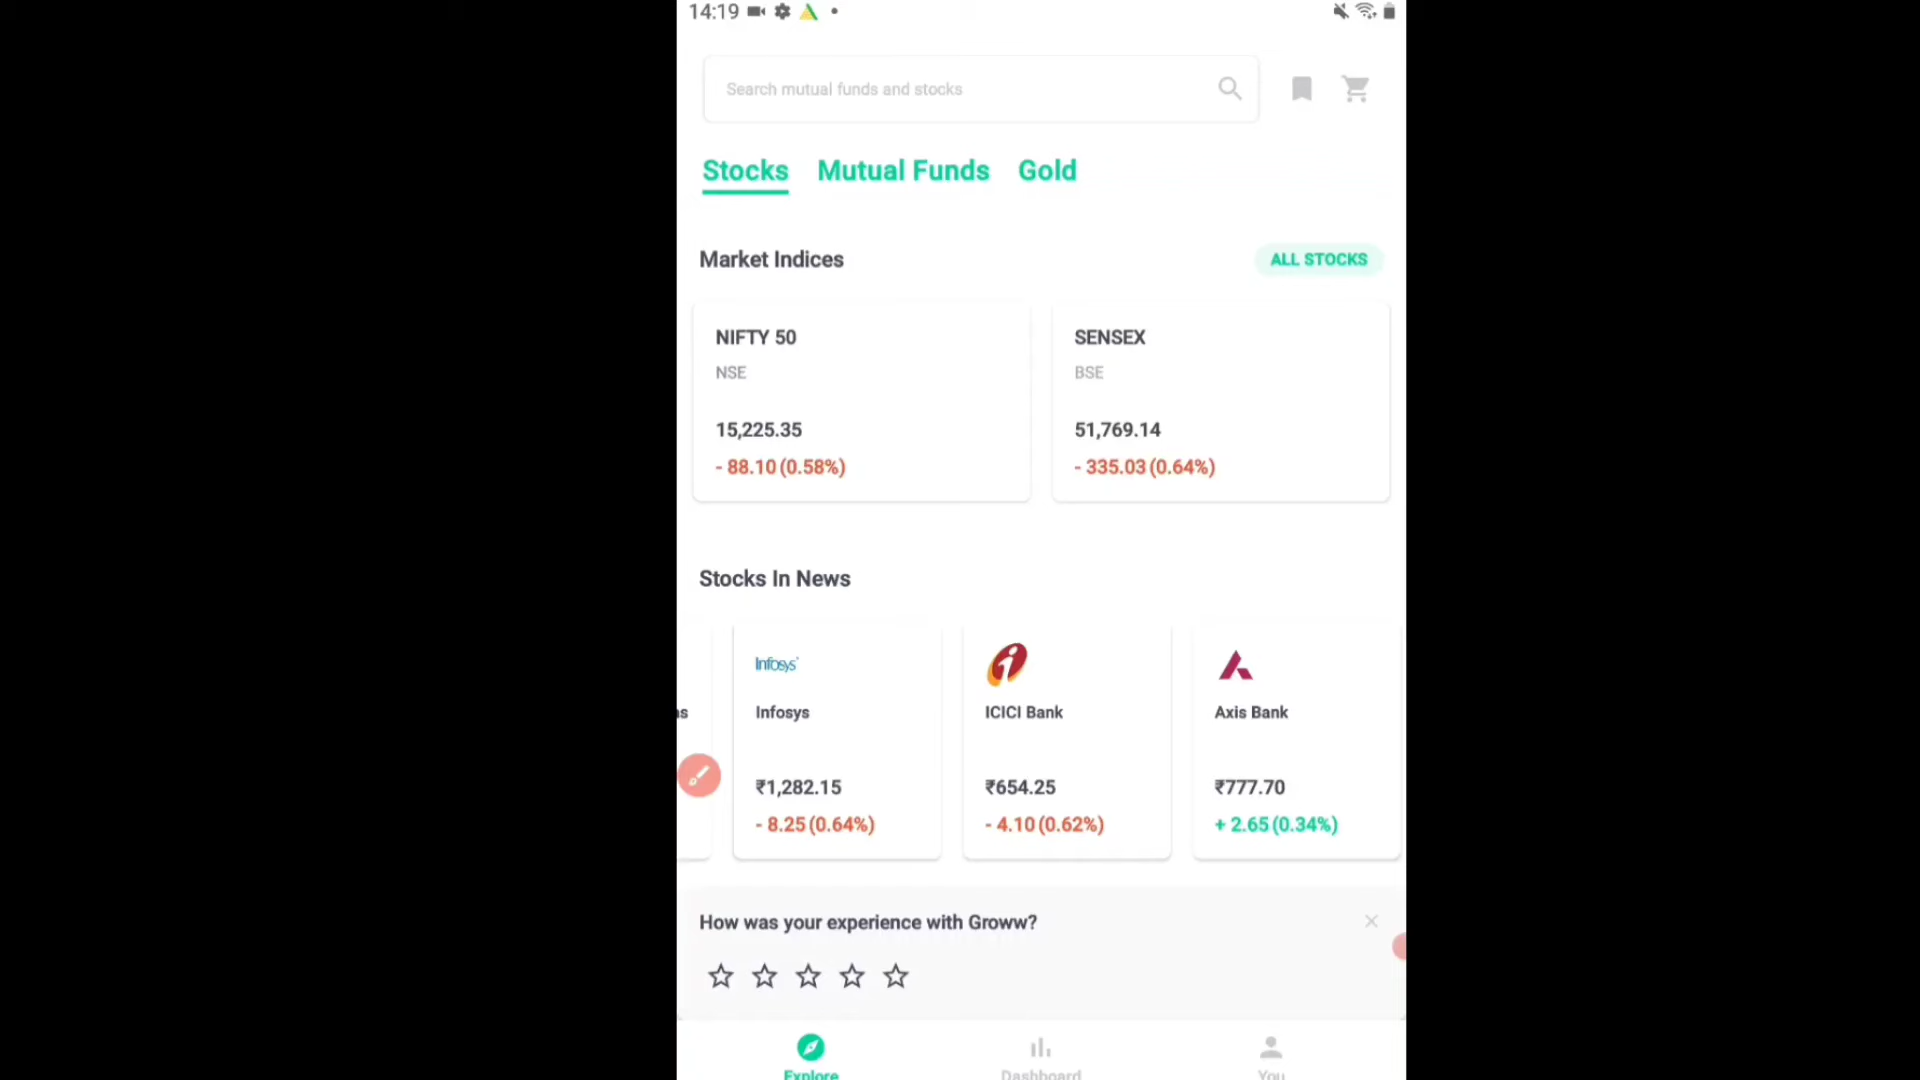 14:19
Search mutual funds and stocks
Stocks Mutual Funds Gold
Market Indices ALL STOCKS
NIFTY 50
NSE
15,225.35
- 88.10 (0.58%)
SENSEX
BSE
51,769.14
- 335.03 (0.64%)
Stocks In News
as
Infosys
Infosys
₹1,282.15
- 8.25 (0.64%)
ICICI Bank
₹654.25
- 4.10 (0.62%)
Axis Bank
₹777.70
+ 2.65 (0.34%)
How was your experience with Groww?
Explore Dashboard You